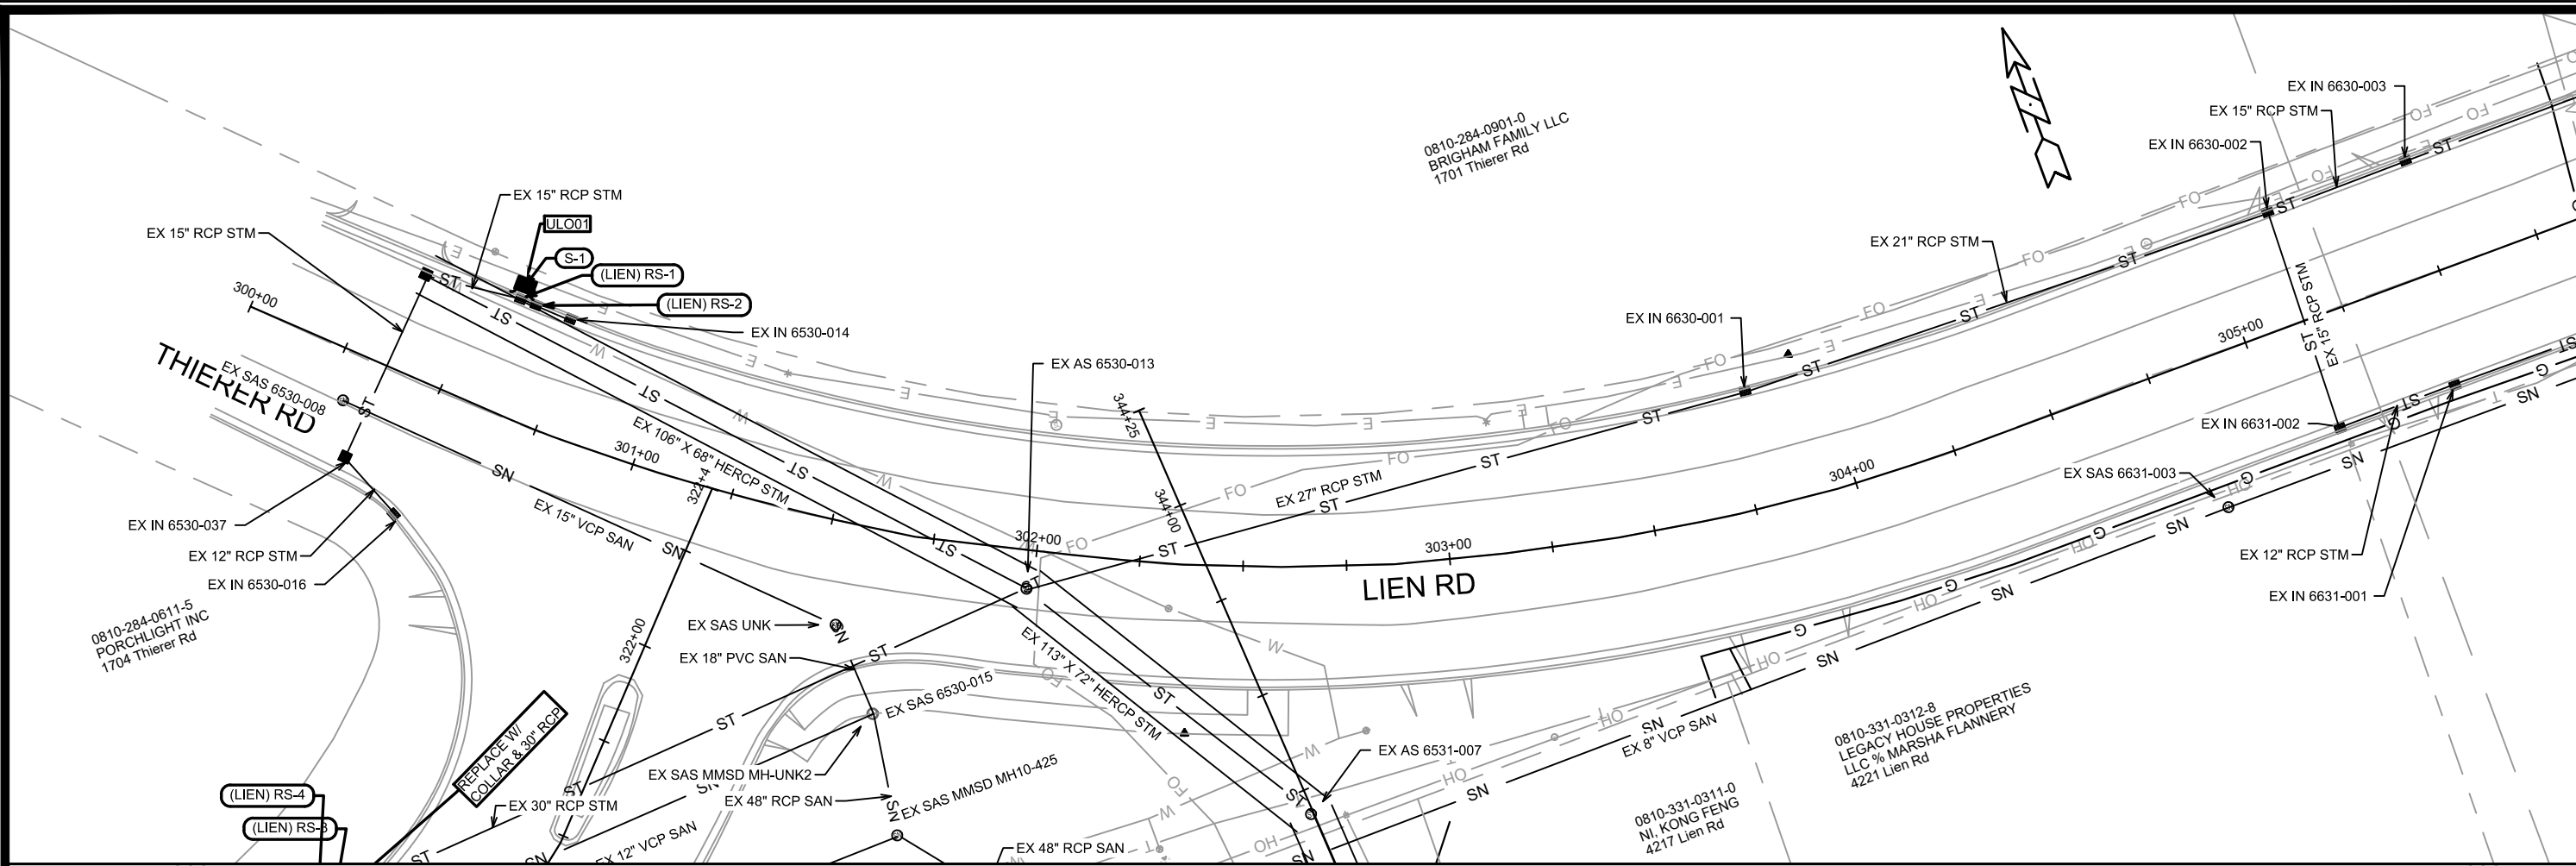 EX IN 6630-003
EX 15" RCP STM
EX IN 6630-002
0810-284-0901-0
BRIGHAM FAMILY LLC
1701 Thierer Rd
EX 15" RCP STM
ULO01
EX 15" RCP STM
S-1
(LIEN) RS-1
(LIEN) RS-2
EX IN 6530-014
EX 21" RCP STM
EX IN 6630-001
EX 15" RCP STM
300+00
THIERER RD
EX SAS 6530-008
EX AS 6530-013
344+25
344+00
305+00
304+00
303+00
302+00
301+00
322+4
322+00
EX 106" X 68" HERCP STM
EX 27" RCP STM
EX 15" VCP SAN
EX IN 6530-037
EX 12" RCP STM
EX IN 6530-016
EX IN 6631-002
EX SAS 6631-003
EX 12" RCP STM
EX IN 6631-001
LIEN RD
0810-284-0611-5
PORCHLIGHT INC
1704 Thierer Rd
EX SAS UNK
EX 18" PVC SAN
EX SAS 6530-015
EX 113" X 72" HERCP STM
EX SAS MMSD MH-UNK2
EX 48" RCP SAN
EX SAS MMSD MH10-425
EX AS 6531-007
EX 8" VCP SAN
0810-331-0312-8
LEGACY HOUSE PROPERTIES
LLC % MARSHA FLANNERY
4221 Lien Rd
0810-331-0311-0
NI, KONG FENG
4217 Lien Rd
REPLACE W/
COLLAR & 30" RCP
(LIEN) RS-4
(LIEN) RS-3
EX 30" RCP STM
EX 12" VCP SAN
EX 48" RCP SAN
ST
SN
FO
E
W
G
OH
T